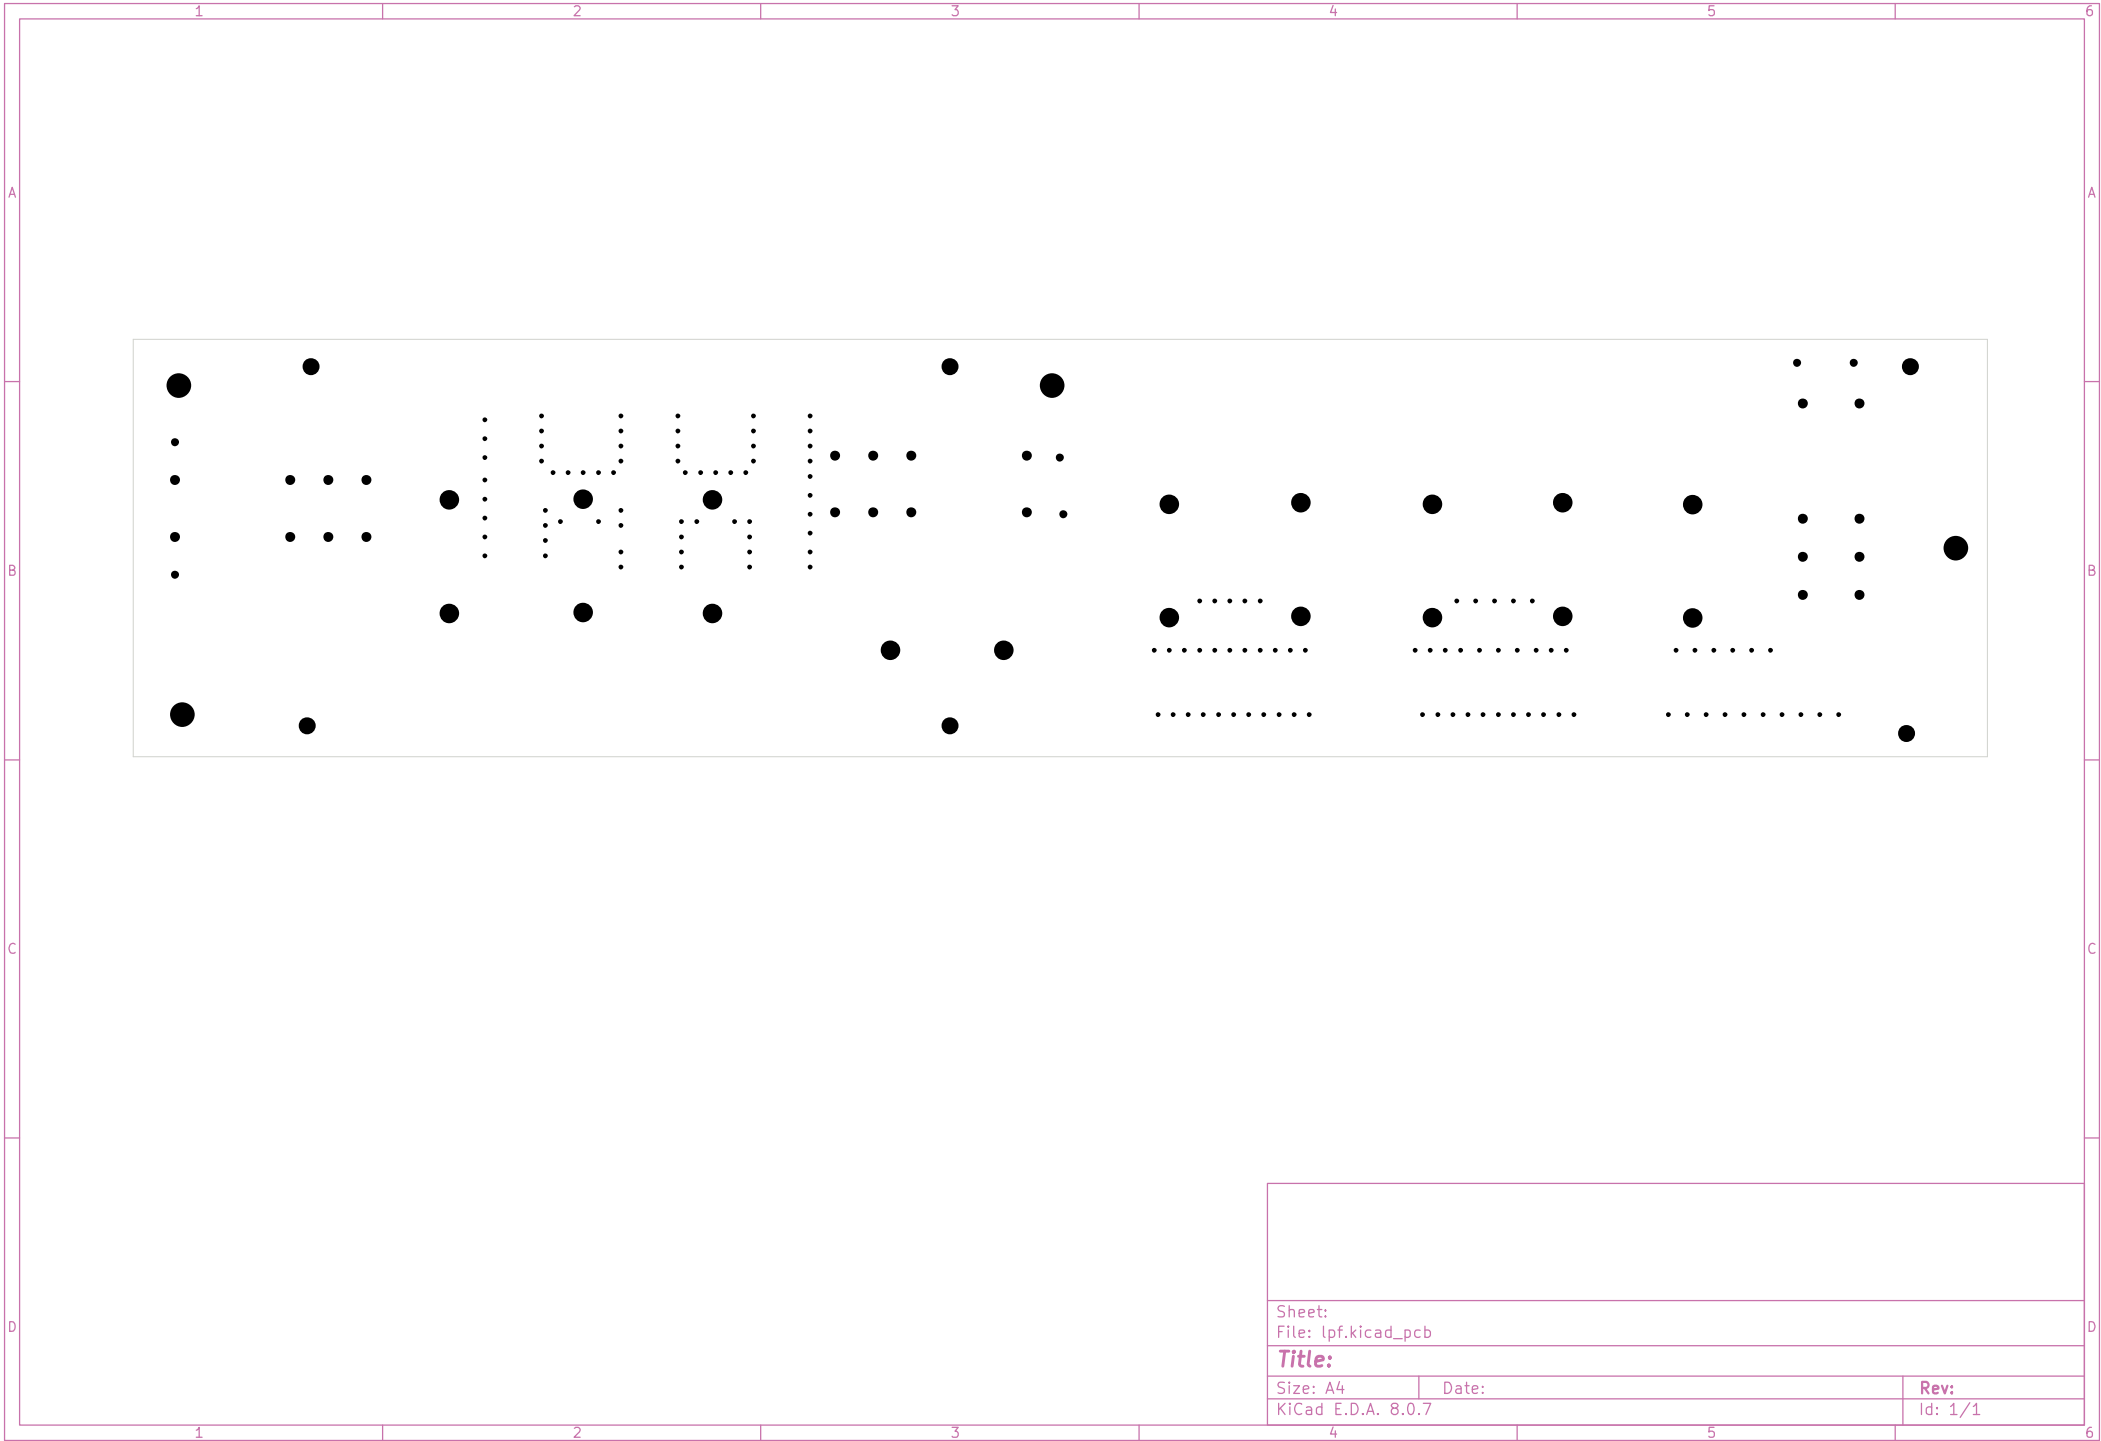 1 2 3 4 5 6
A A
B B
C C
Sheet:
File: lpf.kicad_pcb
D D
Title:
Size: A4 Date: Rev:
KiCad E.D.A. 8.0.7 Id: 1/1
1 2 3 4 5 6